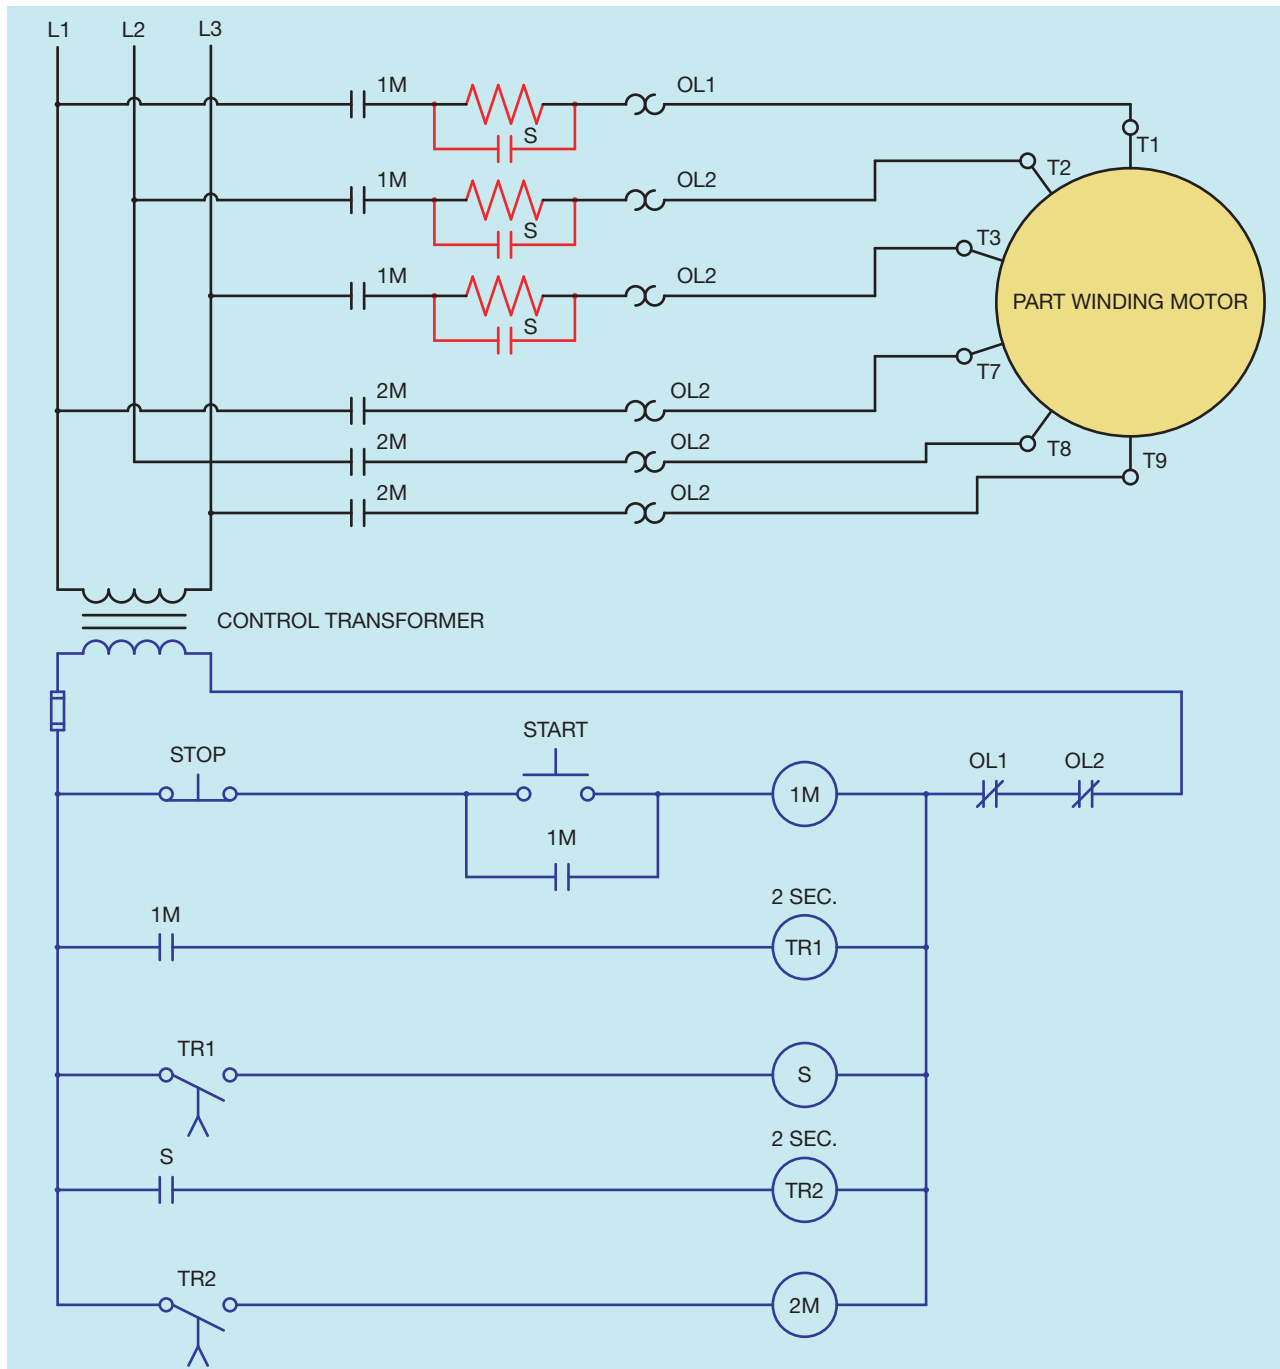 L1 L2 L3
1M OL1
S
T1
1M OL2
T2
S
T3
1M OL2
S
PART WINDING MOTOR
T7
2M OL2
2M OL2
T8
T9
2M OL2
CONTROL TRANSFORMER
START
STOP
OL1 OL2
1M
1M
2 SEC.
1M
TR1
TR1
S
2 SEC.
S
TR2
TR2
2M